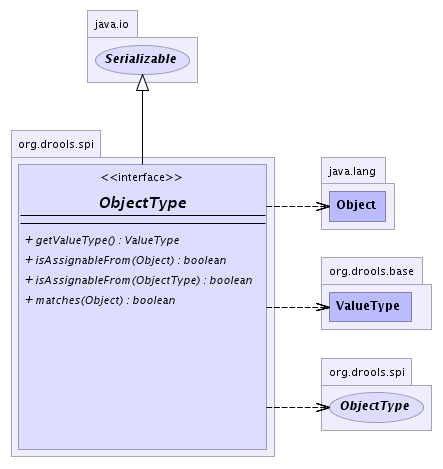 java.io
Serializable
org.drools.spi
<<interface>>
ObjectType
+ getValueType() : ValueType
+ isAssignableFrom(Object) : boolean
+ isAssignableFrom(ObjectType) : boolean
+ matches(Object) : boolean
java.lang
Object
org.drools.base
ValueType
org.drools.spi
ObjectType